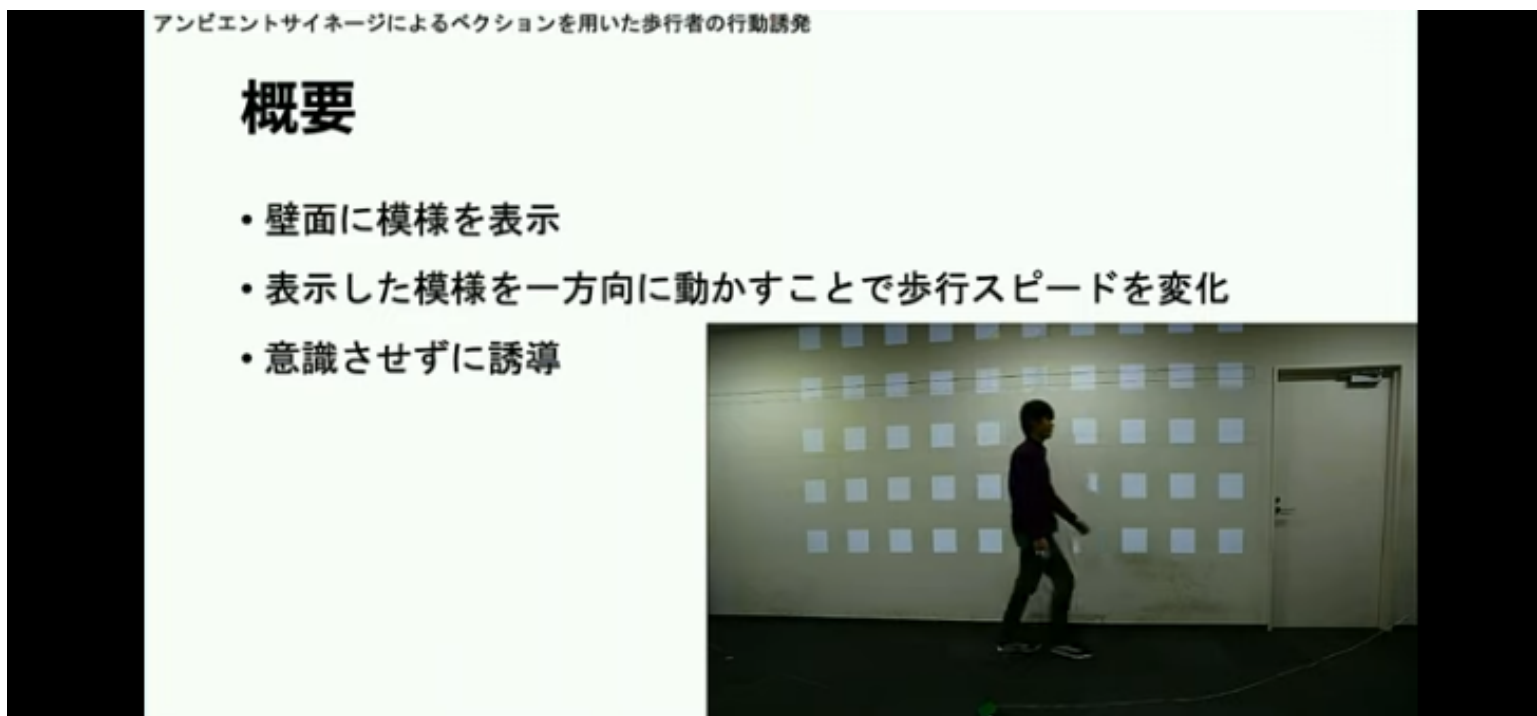 アンビエントサイネージによるベクションを用いた歩行者の行動誘発
概要
• 壁面に模様を表示
• 表示した模様を一方向に動かすことで歩行スピードを変化
• 意識させずに誘導